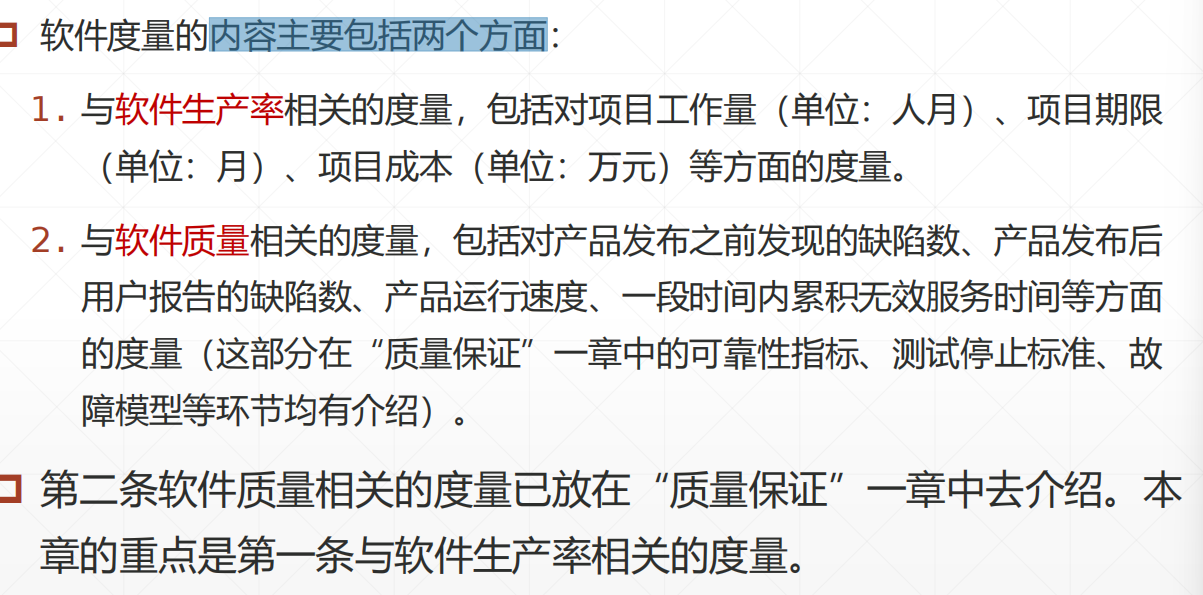 软件度量的内容主要包括两个方面：
1. 与软件生产率相关的度量，包括对项目工作量（单位：人月）、项目期限
（单位：月）、项目成本（单位：万元）等方面的度量。
2. 与软件质量相关的度量，包括对产品发布之前发现的缺陷数、产品发布后
用户报告的缺陷数、产品运行速度、一段时间内累积无效服务时间等方面
的度量（这部分在“质量保证”一章中的可靠性指标、测试停止标准、故
障模型等环节均有介绍）。
第二条软件质量相关的度量已放在“质量保证”一章中去介绍。本
章的重点是第一条与软件生产率相关的度量。